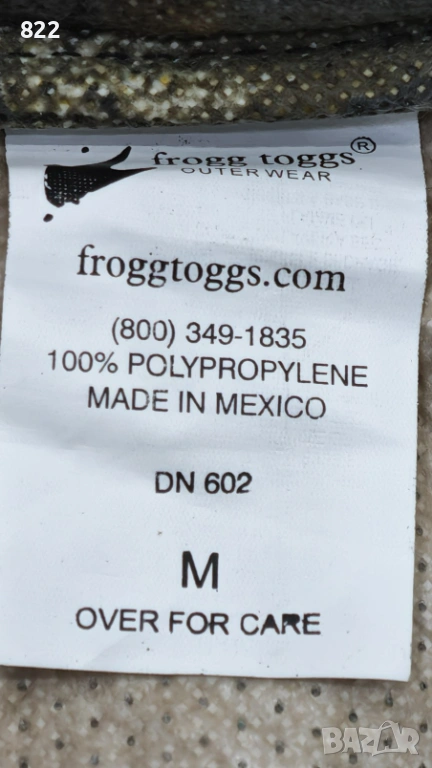 822
frogg toggs®
OUTER WEAR
froggtoggs.com
(800) 349-1835
100% POLYPROPYLENE
MADE IN MEXICO
DN 602
M
OVER FOR CARE
BAZAR